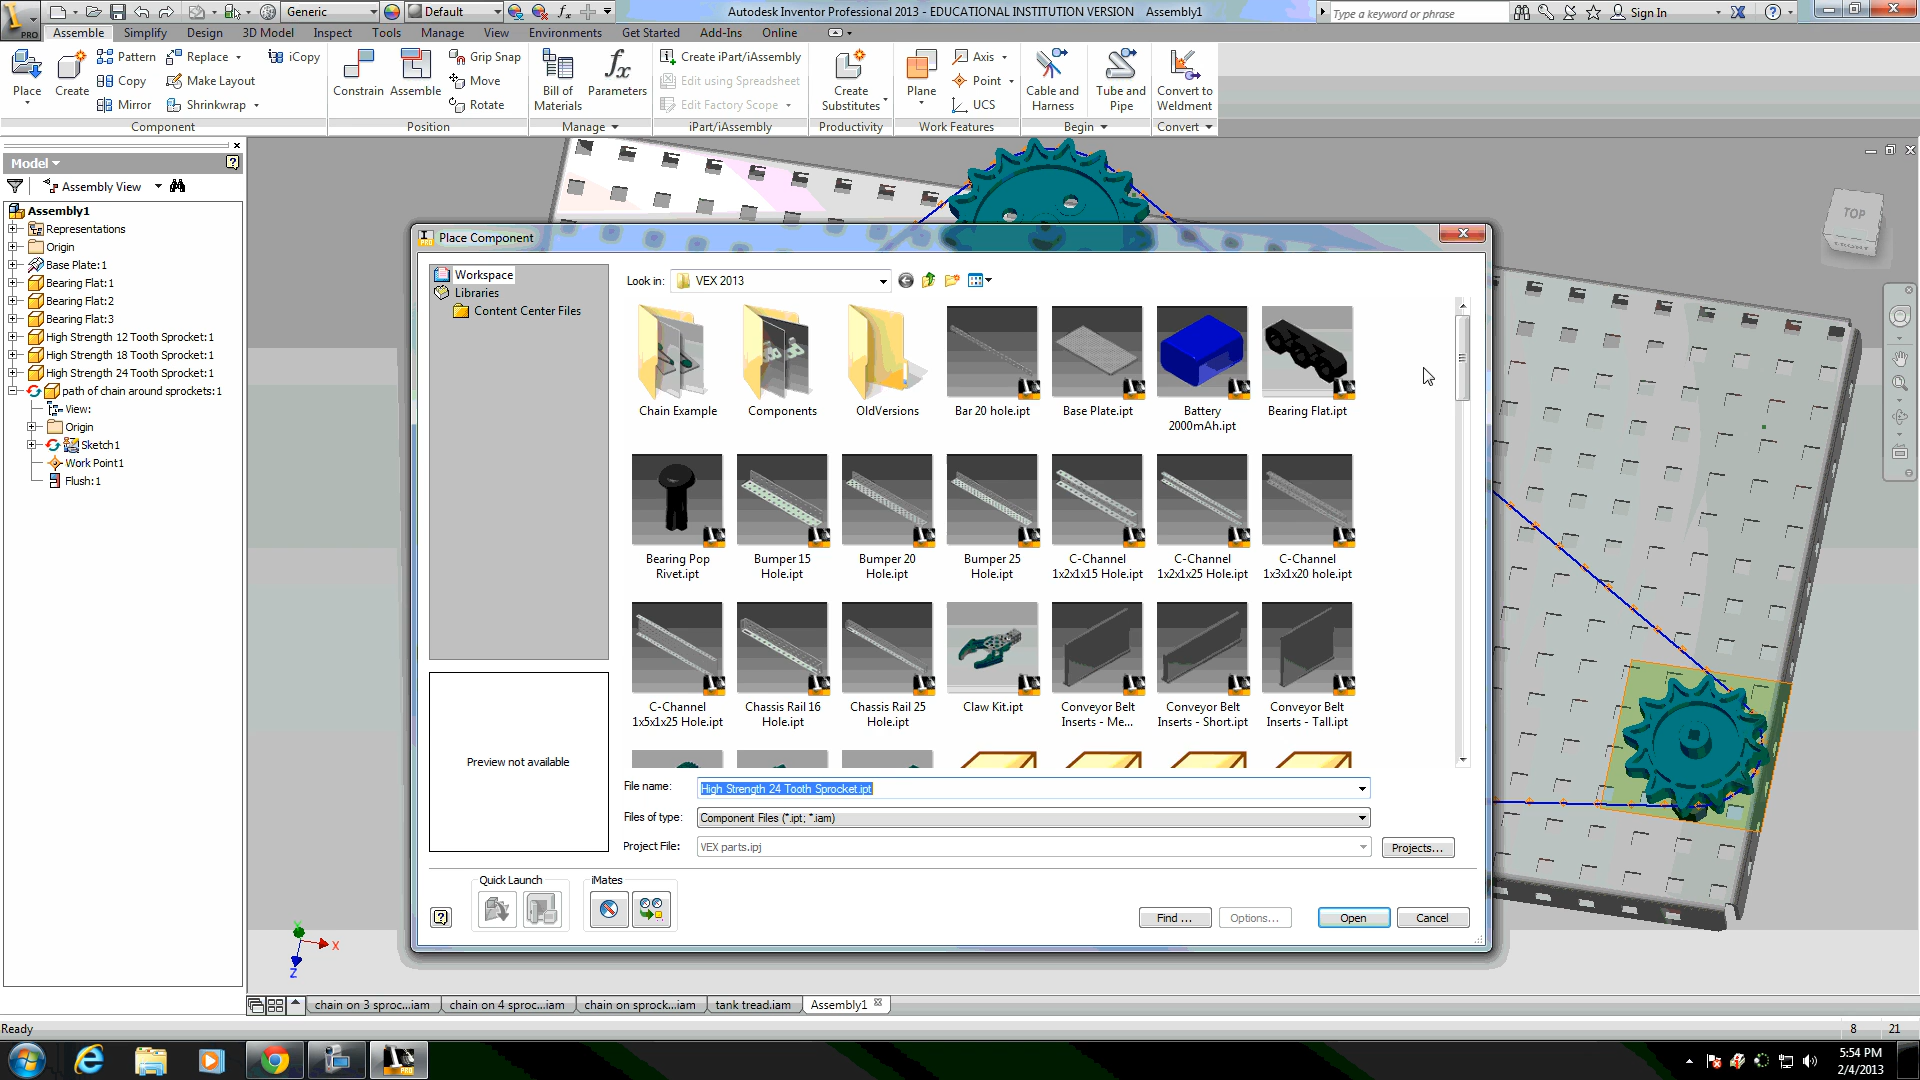 PRO
Generic
Default
Autodesk Inventor Professional 2013 - EDUCATIONAL INSTITUTION VERSION Assembly1
Type a keyword or phrase
Sign In
Assemble Simplify Design 3D Model Inspect Tools Manage View Environments Get Started Add-Ins Online
Place
Create
Pattern
Copy
Mirror
Replace
Make Layout
Shrinkwrap
iCopy
Component
Constrain
Assemble
Grip Snap
Move
Rotate
Position
Bill of Materials
Parameters
Manage
Create iPart/iAssembly
Edit using Spreadsheet
Edit Factory Scope
iPart/iAssembly
Create Substitutes
Productivity
Plane
Axis
Point
UCS
Work Features
Cable and Harness
Tube and Pipe
Begin
Convert to Weldment
Convert
Model
Assembly View
Assembly1
Representations
Origin
Base Plate:1
Bearing Flat:1
Bearing Flat:2
Bearing Flat:3
High Strength 12 Tooth Sprocket:1
High Strength 18 Tooth Sprocket:1
High Strength 24 Tooth Sprocket:1
path of chain around sprockets:1
View:
Origin
Sketch1
Work Point1
Flush:1
TOP
FRONT
Place Component
Workspace
Libraries
Content Center Files
Look in: VEX 2013
Chain Example
Components
OldVersions
Bar 20 hole.ipt
Base Plate.ipt
Battery 2000mAh.ipt
Bearing Flat.ipt
Bearing Pop Rivet.ipt
Bumper 15 Hole.ipt
Bumper 20 Hole.ipt
Bumper 25 Hole.ipt
C-Channel 1x2x1x15 Hole.ipt
C-Channel 1x2x1x25 Hole.ipt
C-Channel 1x3x1x20 hole.ipt
C-Channel 1x5x1x25 Hole.ipt
Chassis Rail 16 Hole.ipt
Chassis Rail 25 Hole.ipt
Claw Kit.ipt
Conveyor Belt Inserts - Me...
Conveyor Belt Inserts - Short.ipt
Conveyor Belt Inserts - Tall.ipt
Preview not available
File name: High Strength 24 Tooth Sprocket.ipt
Files of type: Component Files (*.ipt; *.iam)
Project File: VEX parts.ipj
Projects...
Quick Launch
iMates
Find ...
Options...
Open
Cancel
Y
X
Z
chain on 3 sproc...iam
chain on 4 sproc...iam
chain on sprock...iam
tank tread.iam
Assembly1
Ready
8 21
5:54 PM
2/4/2013